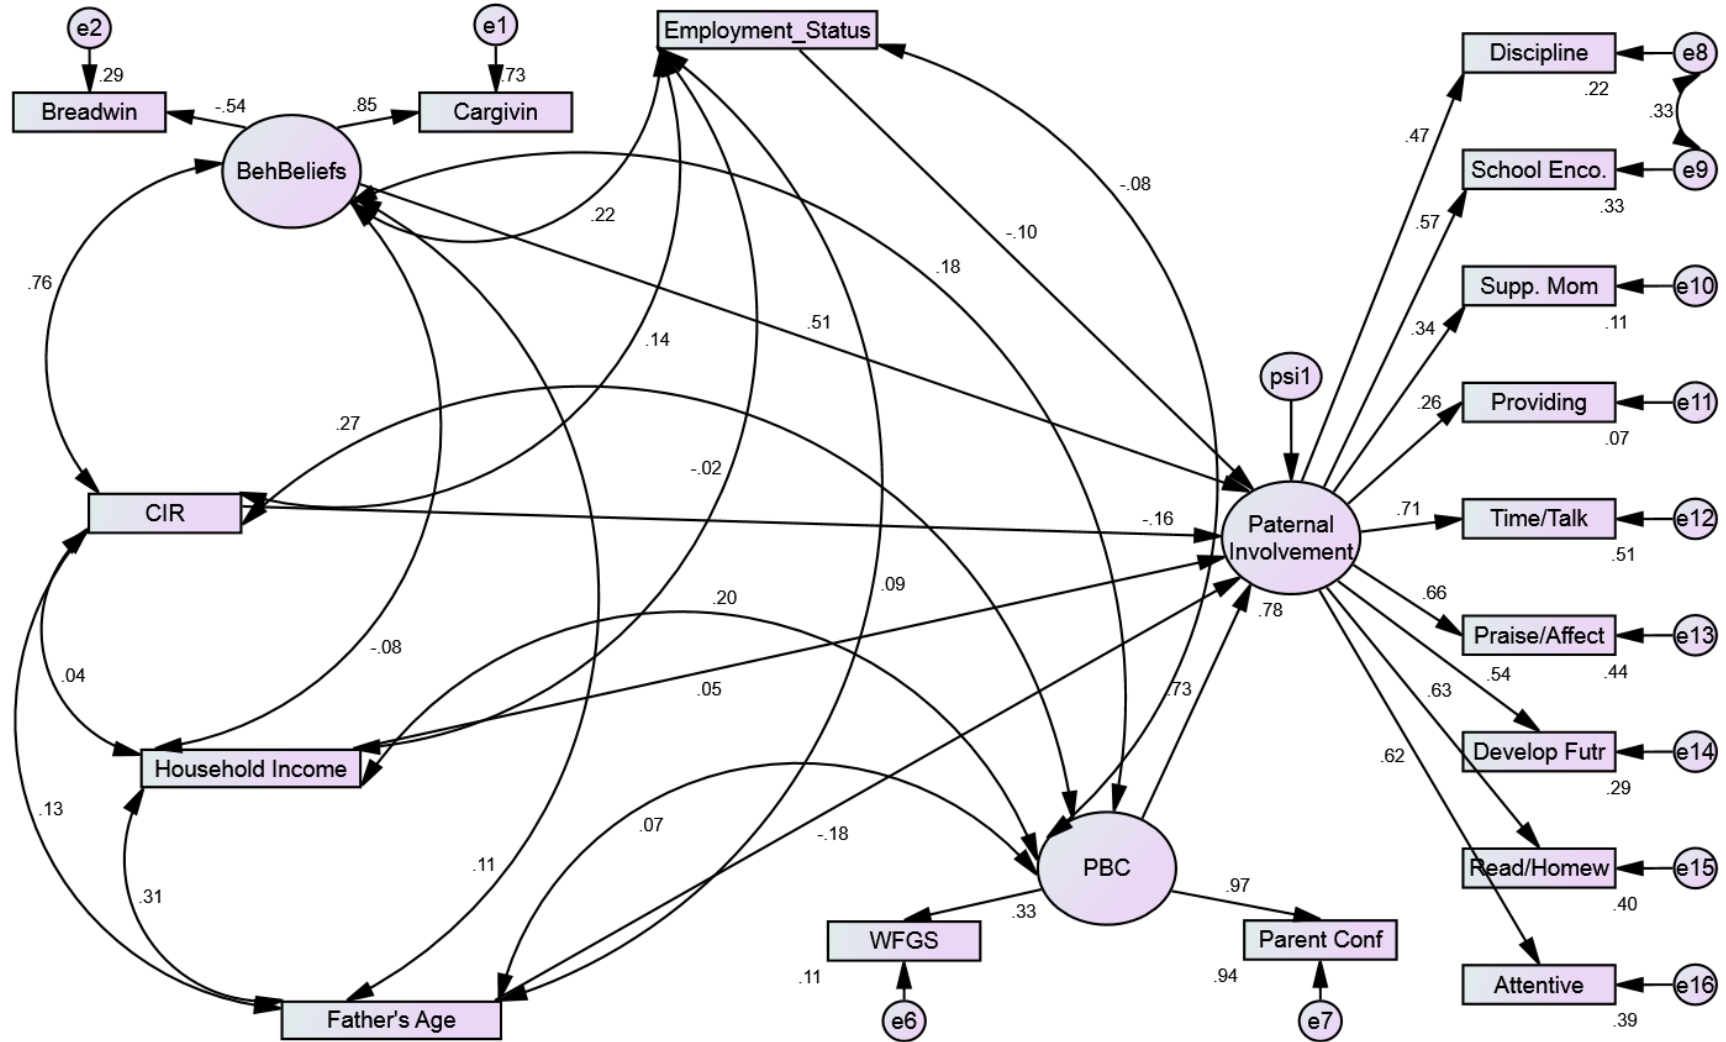 e2
e1
Employment_Status
.29
.73
Breadwin
-.54
.85
Cargivin
BehBeliefs
Discipline
e8
.22
.33
.47
School Enco.
e9
.33
.57
Supp. Mom
e10
.11
.34
Providing
e11
.07
.26
Time/Talk
e12
.51
.71
Praise/Affect
e13
.44
.66
Develop Futr
e14
.29
.54
Read/Homew
e15
.40
.63
Attentive
e16
.39
.62
-.08
-.10
.18
.22
.76
.51
.14
.27
-.02
psi1
Paternal
Involvement
.78
CIR
-.16
.09
.20
-.08
.04
.05
.73
Household Income
.13
.07
-.18
.11
.31
PBC
.33
.97
WFGS
.11
Parent Conf
.94
Father's Age
e6
e7